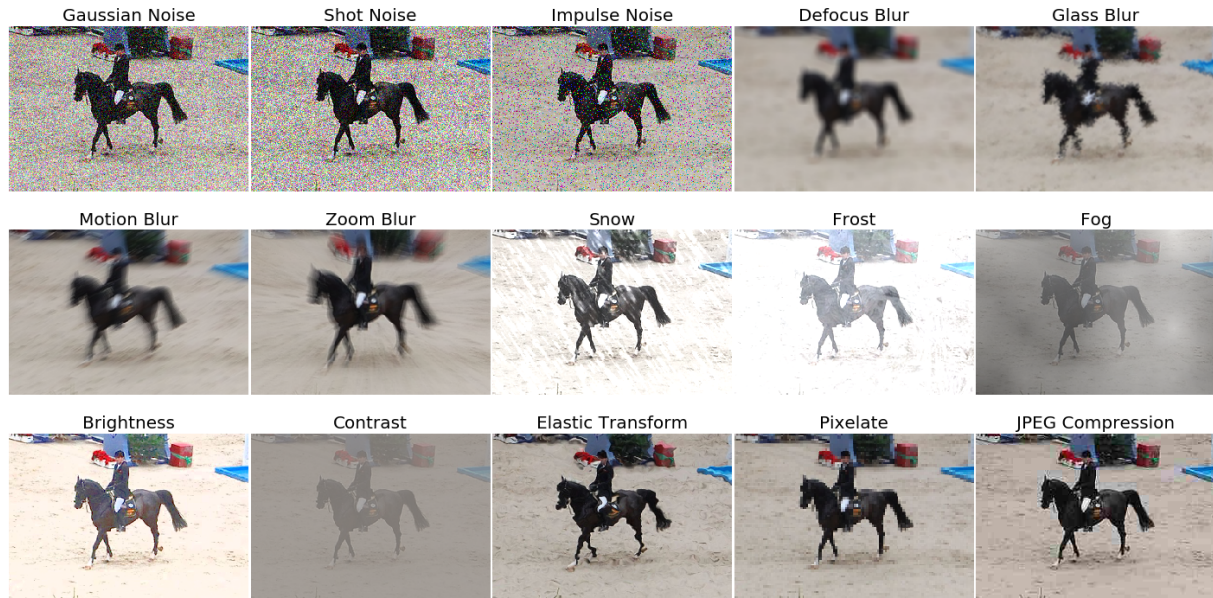 Gaussian Noise
Shot Noise
Impulse Noise
Defocus Blur
Glass Blur
Motion Blur
Zoom Blur
Snow
Frost
Fog
Brightness
Contrast
Elastic Transform
Pixelate
JPEG Compression